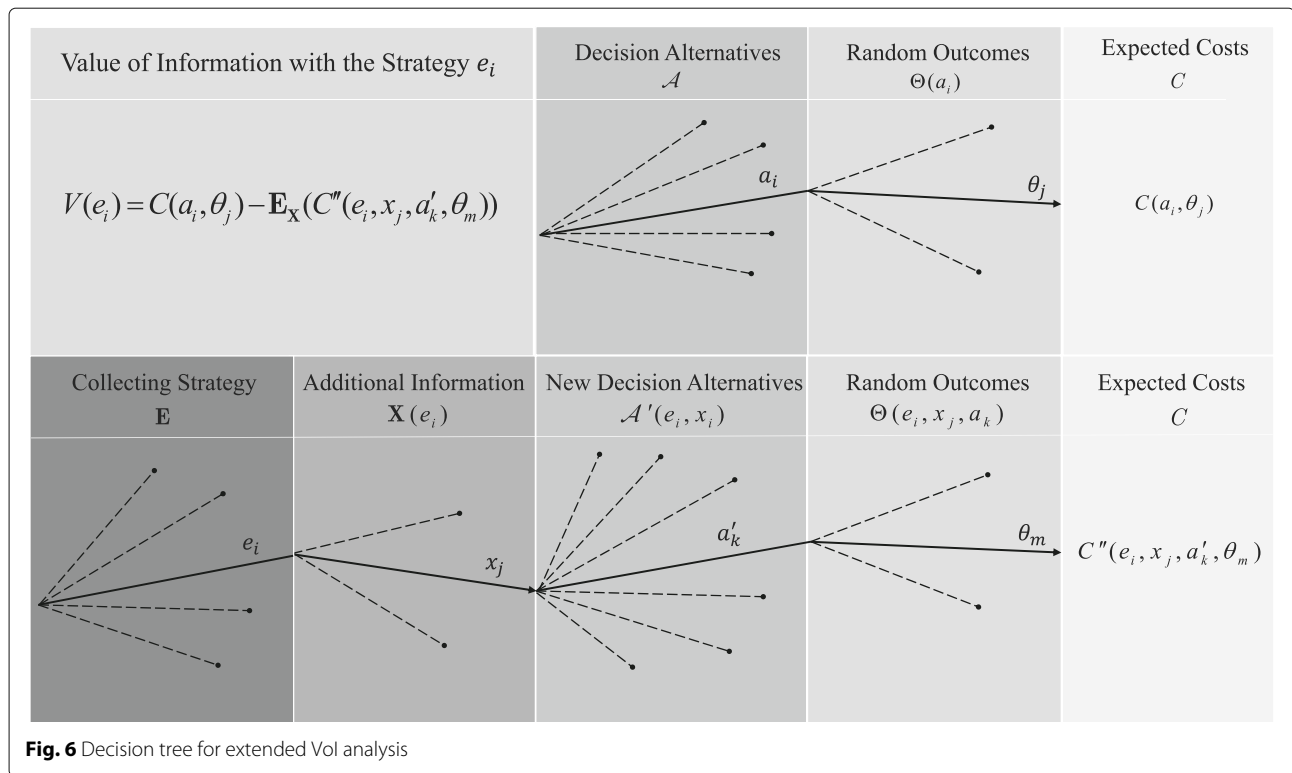 Value of Information with the Strategy e_i
Decision Alternatives
𝒜
Random Outcomes
Θ(a_i)
Expected Costs
C
V(e_i) = C(a_i, θ_j) − E_X(C″(e_i, x_j, a′_k, θ_m))
a_i
θ_j
C(a_i, θ_j)
Collecting Strategy
E
Additional Information
X(e_i)
New Decision Alternatives
𝒜′(e_i, x_i)
Random Outcomes
Θ(e_i, x_j, a_k)
Expected Costs
C
e_i
x_j
a′_k
θ_m
C″(e_i, x_j, a′_k, θ_m)
Fig. 6 Decision tree for extended VoI analysis